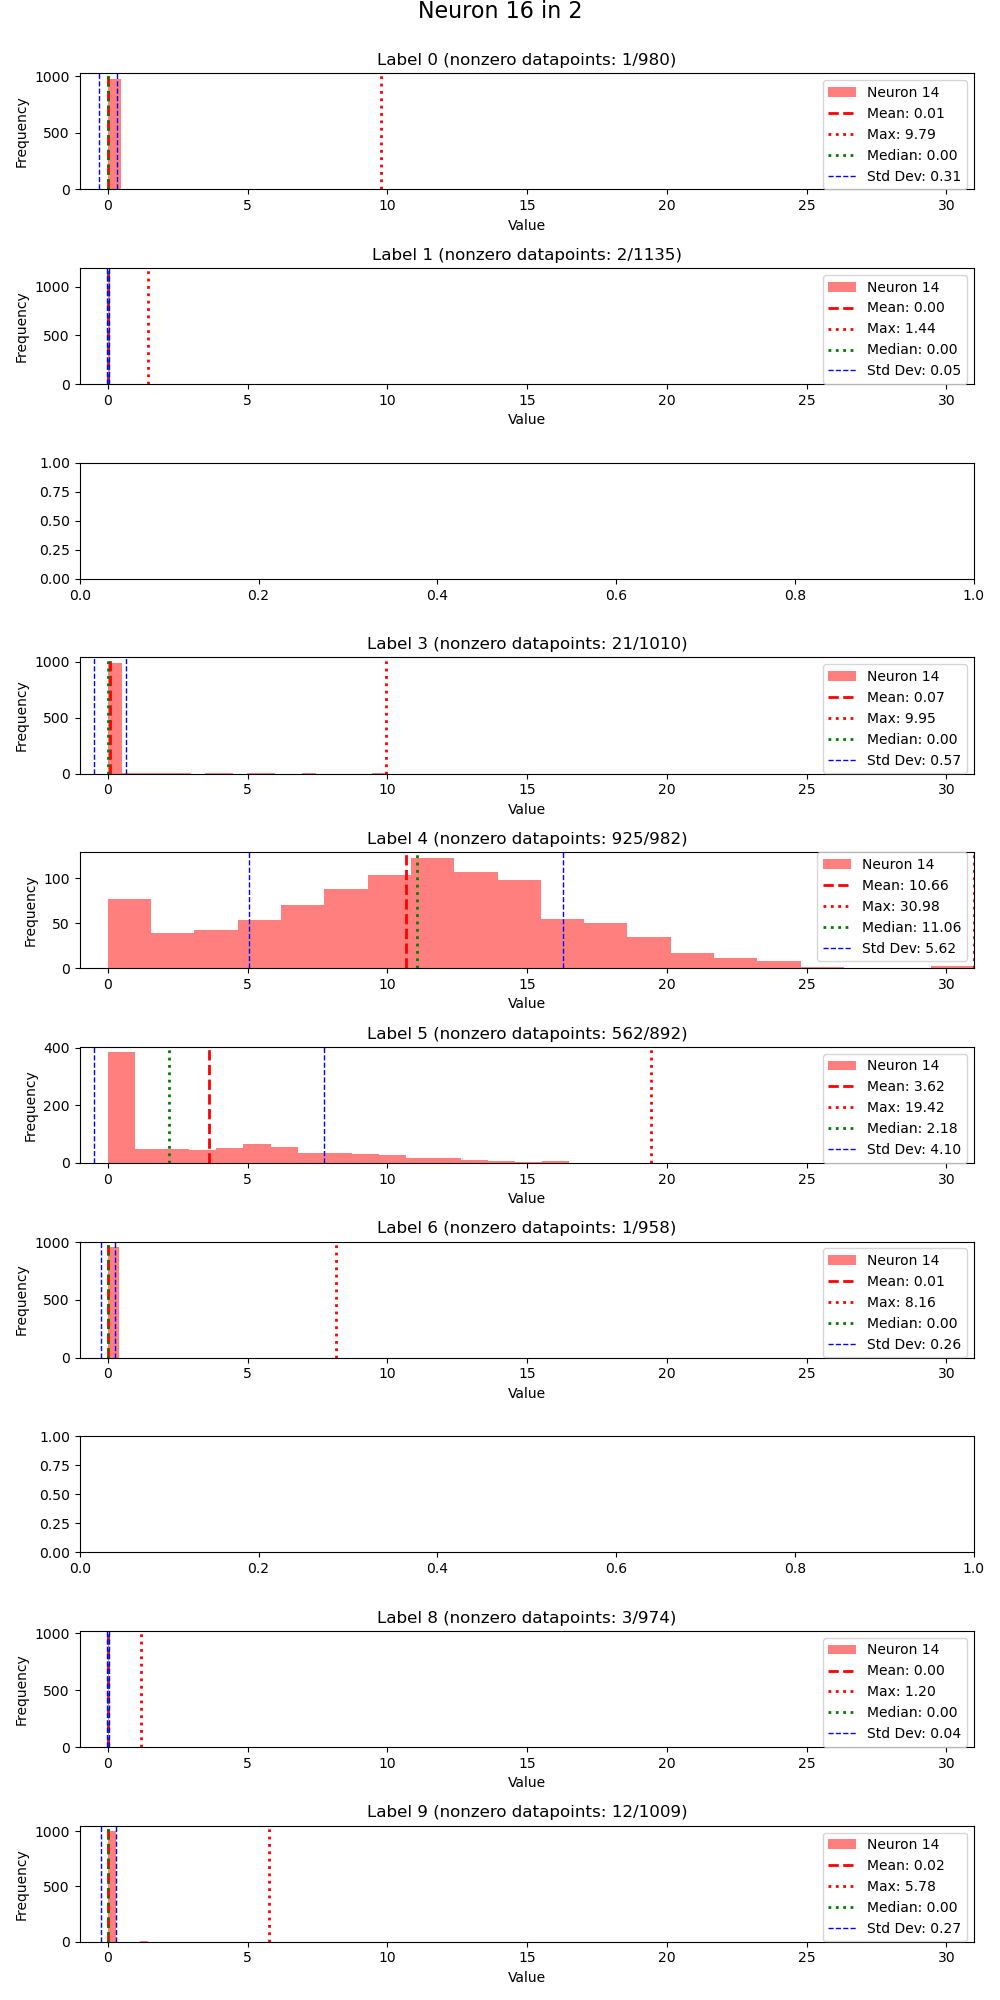 Neuron 16 in 2
Label 0 (nonzero datapoints: 1/980)
Frequency
1000
500
0
Neuron 14
Mean: 0.01
Max: 9.79
Median: 0.00
Std Dev: 0.31
0 5 10 15 20 25 30
Value
Label 1 (nonzero datapoints: 2/1135)
Frequency
1000
500
0
Neuron 14
Mean: 0.00
Max: 1.44
Median: 0.00
Std Dev: 0.05
0 5 10 15 20 25 30
Value
1.00
0.75
0.50
0.25
0.00
0.0 0.2 0.4 0.6 0.8 1.0
Label 3 (nonzero datapoints: 21/1010)
Frequency
1000
500
0
Neuron 14
Mean: 0.07
Max: 9.95
Median: 0.00
Std Dev: 0.57
0 5 10 15 20 25 30
Value
Label 4 (nonzero datapoints: 925/982)
Frequency
100
50
0
Neuron 14
Mean: 10.66
Max: 30.98
Median: 11.06
Std Dev: 5.62
0 5 10 15 20 25 30
Value
Label 5 (nonzero datapoints: 562/892)
Frequency
400
200
0
Neuron 14
Mean: 3.62
Max: 19.42
Median: 2.18
Std Dev: 4.10
0 5 10 15 20 25 30
Value
Label 6 (nonzero datapoints: 1/958)
Frequency
1000
500
0
Neuron 14
Mean: 0.01
Max: 8.16
Median: 0.00
Std Dev: 0.26
0 5 10 15 20 25 30
Value
1.00
0.75
0.50
0.25
0.00
0.0 0.2 0.4 0.6 0.8 1.0
Label 8 (nonzero datapoints: 3/974)
Frequency
1000
500
0
Neuron 14
Mean: 0.00
Max: 1.20
Median: 0.00
Std Dev: 0.04
0 5 10 15 20 25 30
Value
Label 9 (nonzero datapoints: 12/1009)
Frequency
1000
500
0
Neuron 14
Mean: 0.02
Max: 5.78
Median: 0.00
Std Dev: 0.27
0 5 10 15 20 25 30
Value